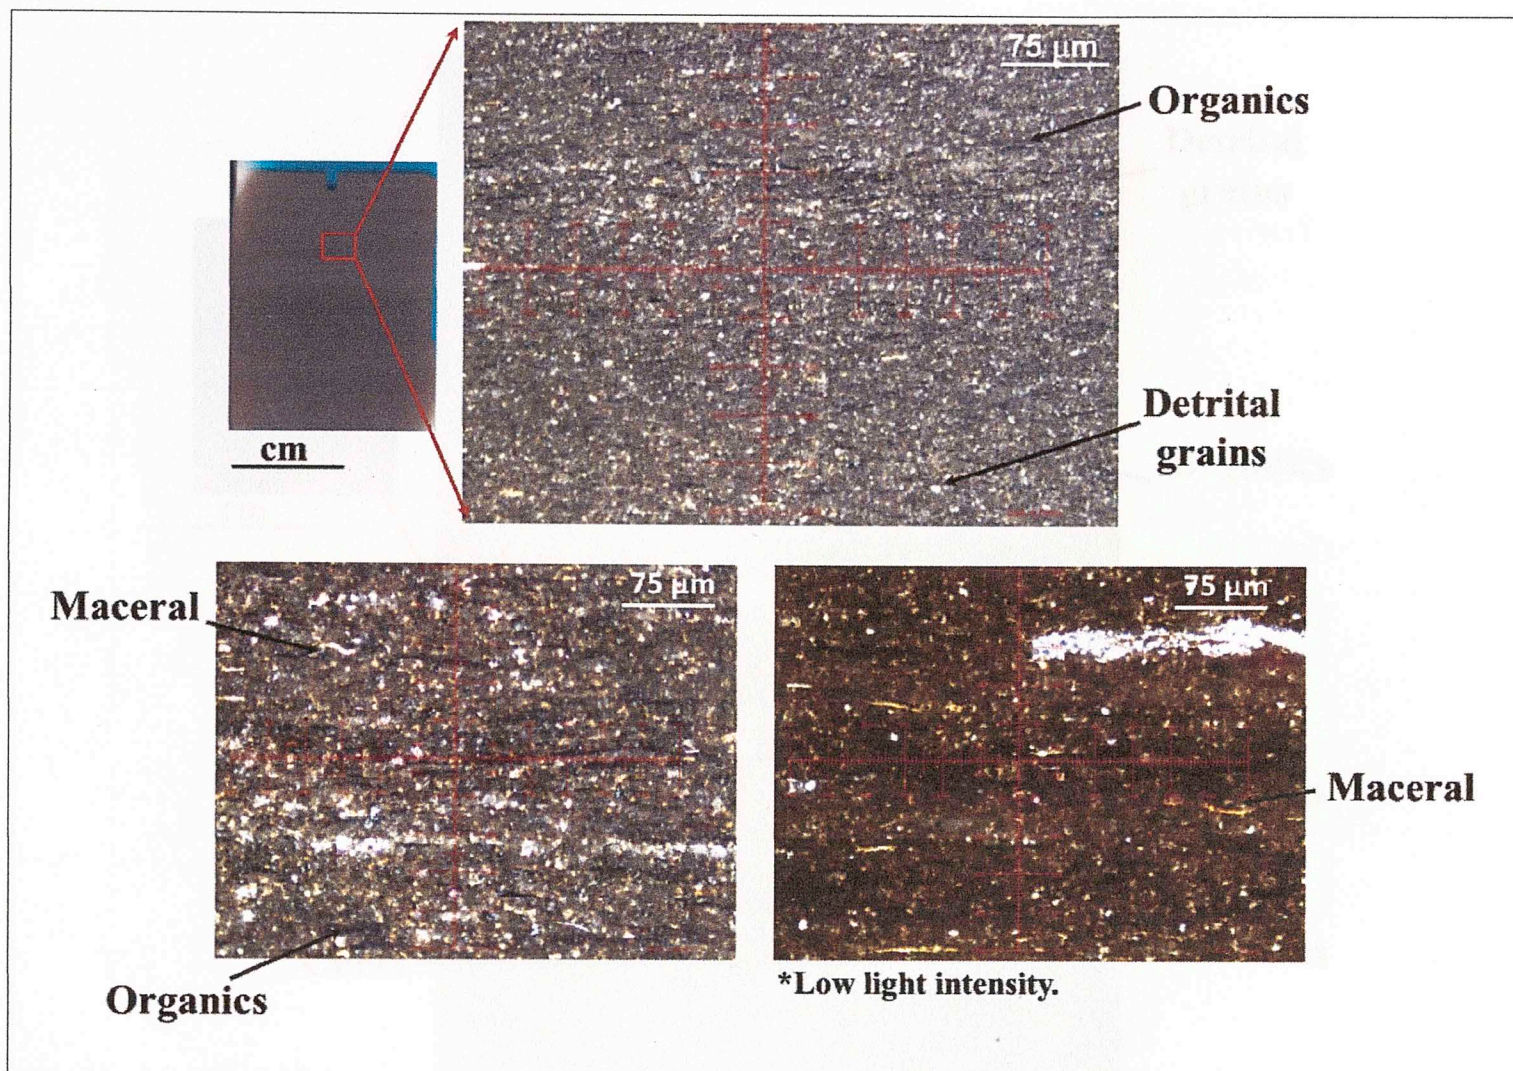 75 µm
Organics
Detrital
grains
cm
Maceral
75 µm
75 µm
Maceral
Organics
*Low light intensity.